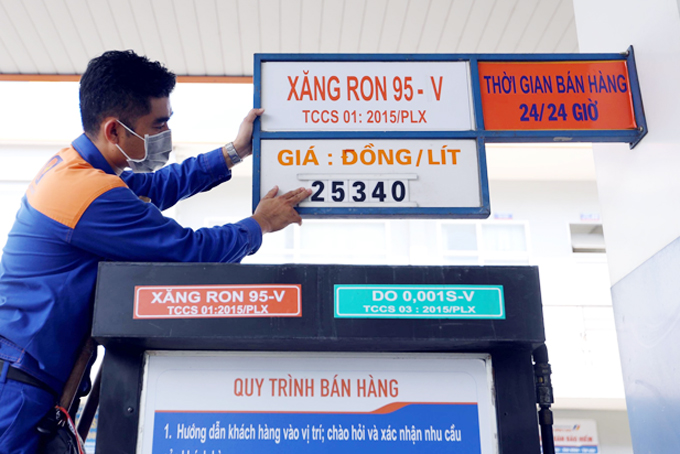 XĂNG RON 95 - V
TCCS 01: 2015/PLX
THỜI GIAN BÁN HÀNG
24/24 GIỜ
GIÁ : ĐỒNG/LÍT
25340
XĂNG RON 95-V
TCCS 01:2015/PLX
DO 0,001S-V
TCCS 03 : 2015/PLX
QUY TRÌNH BÁN HÀNG
1. Hướng dẫn khách hàng vào vị trí; chào hỏi và xác nhận nhu cầu